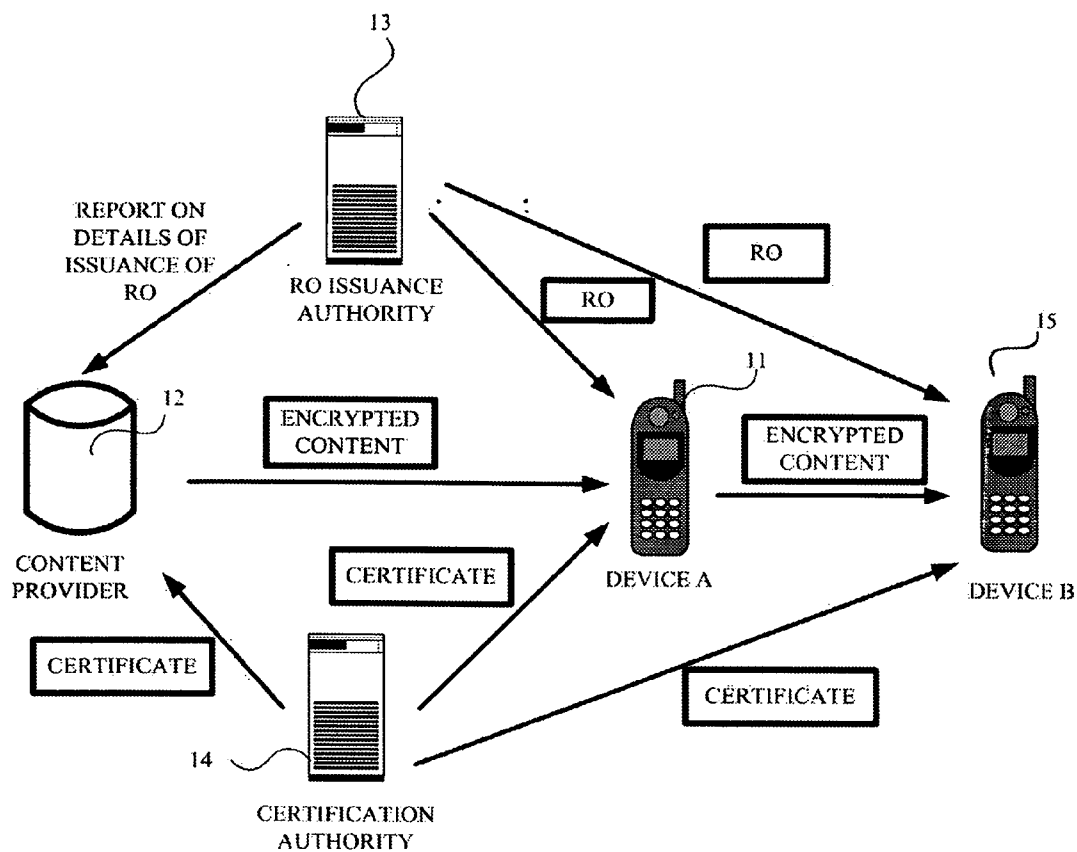 13
REPORT ON
DETAILS OF
ISSUANCE OF
RO
RO ISSUANCE
AUTHORITY
RO
RO
15
11
12
ENCRYPTED
CONTENT
ENCRYPTED
CONTENT
CONTENT
PROVIDER
CERTIFICATE
DEVICE A
DEVICE B
CERTIFICATE
CERTIFICATE
14
CERTIFICATION
AUTHORITY